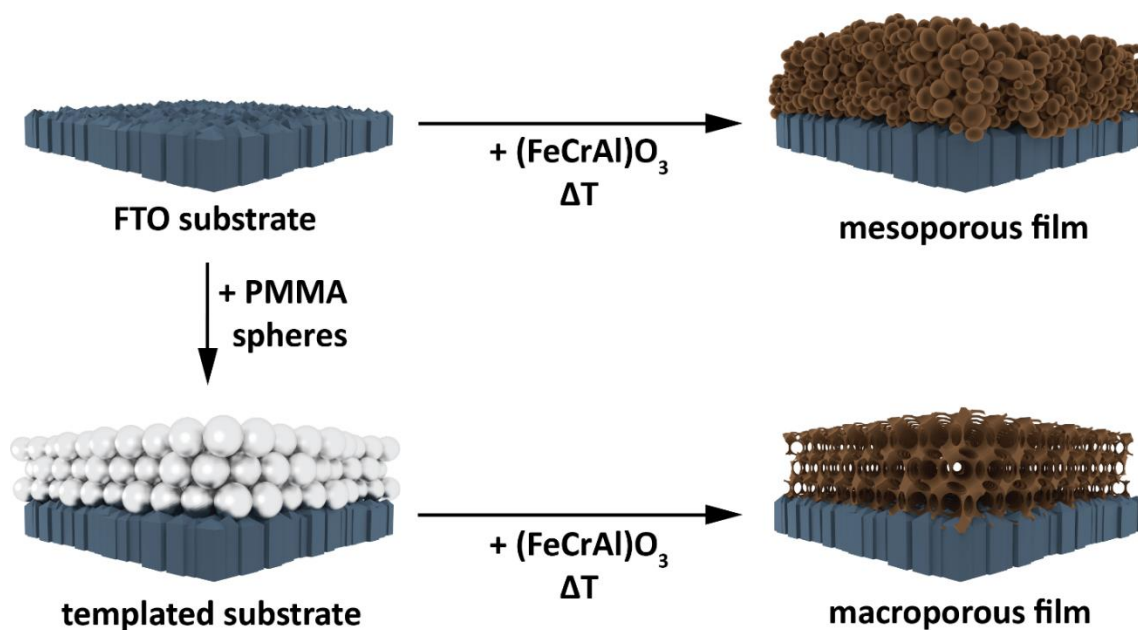 + (FeCrAl)O₃
ΔT
FTO substrate
mesoporous film
+ PMMA
spheres
+ (FeCrAl)O₃
ΔT
templated substrate
macroporous film